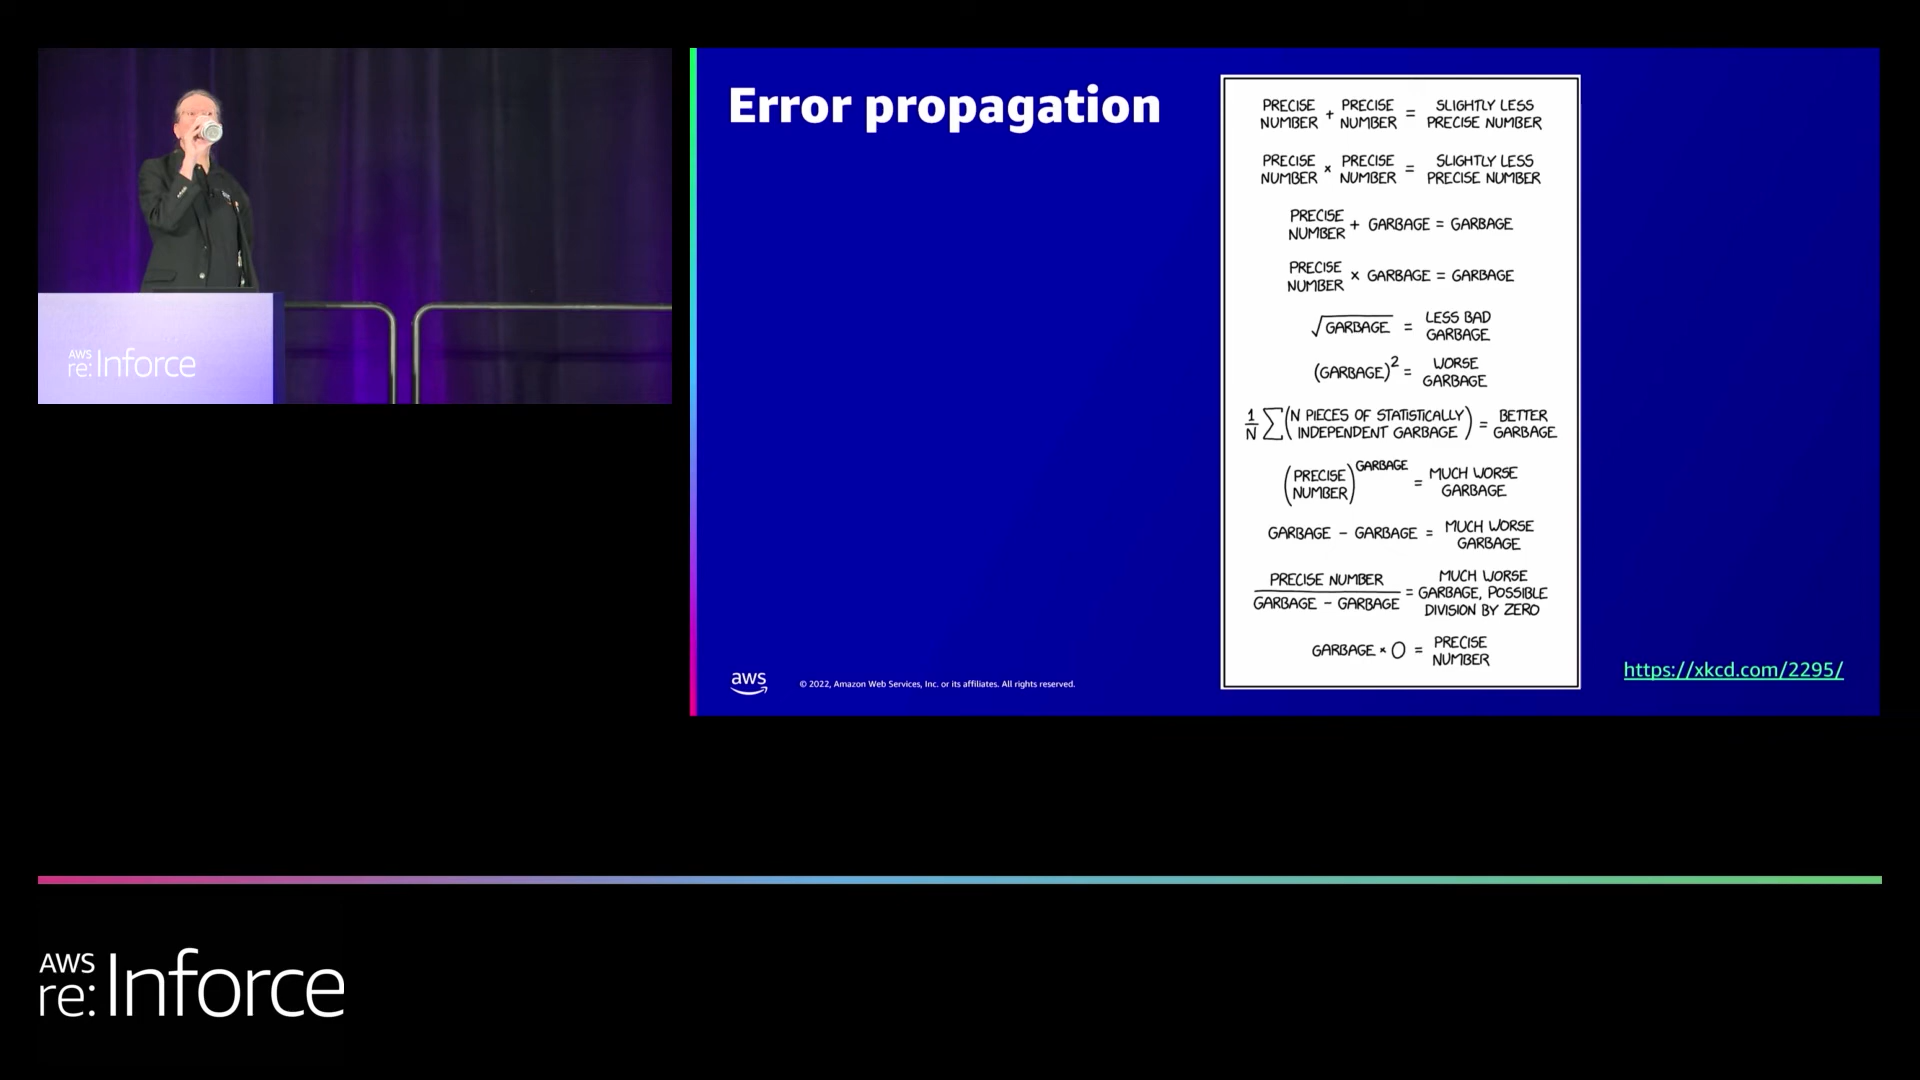 AWS
re:Inforce
Error propagation
PRECISE NUMBER + PRECISE NUMBER = SLIGHTLY LESS PRECISE NUMBER
PRECISE NUMBER × PRECISE NUMBER = SLIGHTLY LESS PRECISE NUMBER
PRECISE NUMBER + GARBAGE = GARBAGE
PRECISE NUMBER × GARBAGE = GARBAGE
√GARBAGE = LESS BAD GARBAGE
(GARBAGE)² = WORSE GARBAGE
1/N Σ (N PIECES OF STATISTICALLY INDEPENDENT GARBAGE) = BETTER GARBAGE
(PRECISE NUMBER)^GARBAGE = MUCH WORSE GARBAGE
GARBAGE – GARBAGE = MUCH WORSE GARBAGE
PRECISE NUMBER / GARBAGE – GARBAGE = MUCH WORSE GARBAGE, POSSIBLE DIVISION BY ZERO
GARBAGE × 0 = PRECISE NUMBER
https://xkcd.com/2295/
aws
© 2022, Amazon Web Services, Inc. or its affiliates. All rights reserved.
AWS
re:Inforce